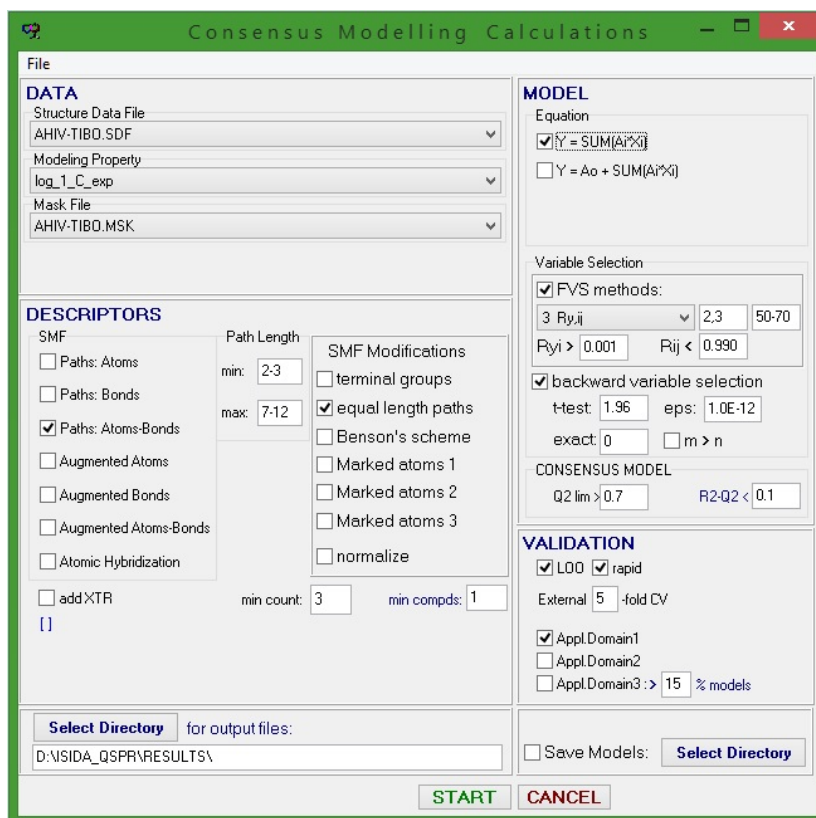 Consensus Modelling Calculations
File
DATA
Structure Data File
AHIV-TIBO.SDF
Modeling Property
log_1_C_exp
Mask File
AHIV-TIBO.MSK
DESCRIPTORS
SMF
Paths: Atoms
Paths: Bonds
Paths: Atoms-Bonds
Augmented Atoms
Augmented Bonds
Augmented Atoms-Bonds
Atomic Hybridization
Path Length
min: 2-3
max: 7-12
SMF Modifications
terminal groups
equal length paths
Benson's scheme
Marked atoms 1
Marked atoms 2
Marked atoms 3
normalize
add XTR
[ ]
min count: 3
min compds: 1
Select Directory for output files:
D:\ISIDA_QSPR\RESULTS\
MODEL
Equation
Y = SUM(Ai*Xi)
Y = Ao + SUM(Ai*Xi)
Variable Selection
FVS methods:
3 Ry,ij 2,3 50-70
Ryi > 0.001 Rij < 0.990
backward variable selection
t-test: 1.96 eps: 1.0E-12
exact: 0 m > n
CONSENSUS MODEL
Q2 lim > 0.7 R2-Q2 < 0.1
VALIDATION
LOO rapid
External 5 -fold CV
Appl.Domain1
Appl.Domain2
Appl.Domain3 :> 15 % models
Save Models: Select Directory
START CANCEL